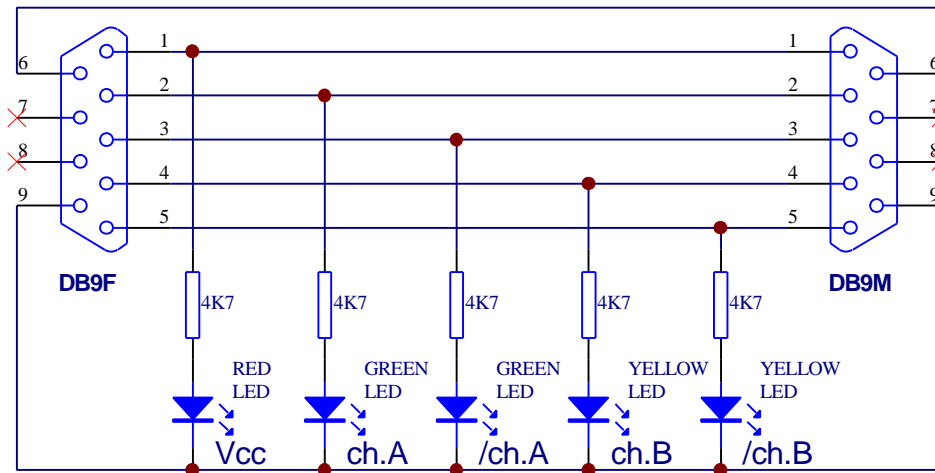 1 1
6 6
2 2
7 7
3 3
8 8
4 4
9 9
5 5
DB9F DB9M
4K7 4K7 4K7 4K7 4K7
RED GREEN GREEN YELLOW YELLOW
LED LED LED LED LED
Vcc ch.A /ch.A ch.B /ch.B